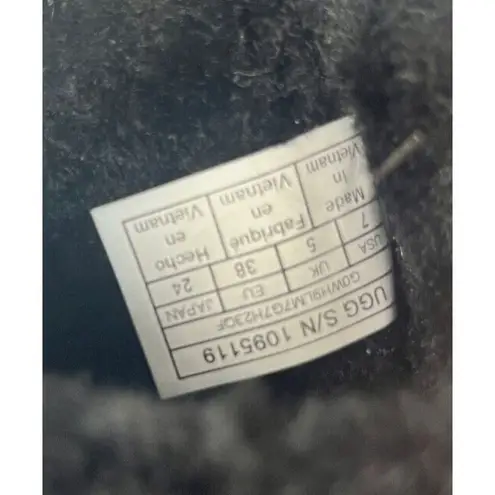 UGG S/N 1095119
G0WH9LM7G7H23QF
USA UK EU JAPAN
7 5 38 24
Made in Vietnam
Fabriqué en Vietnam
Hecho en Vietnam